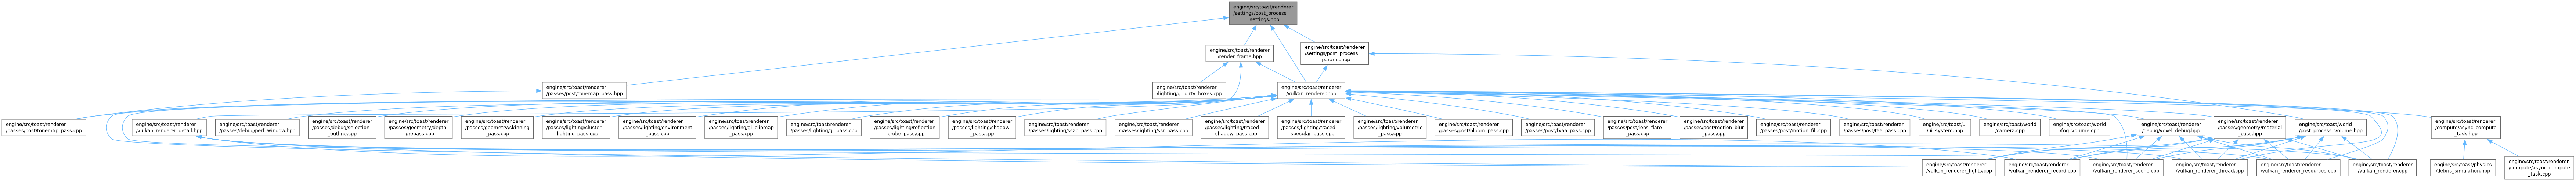 engine/src/toast/renderer
/settings/post_process
_settings.hpp
engine/src/toast/renderer
/render_frame.hpp
engine/src/toast/renderer
/settings/post_process
_params.hpp
engine/src/toast/renderer
/passes/post/tonemap_pass.hpp
engine/src/toast/renderer
/lighting/gi_dirty_boxes.cpp
engine/src/toast/renderer
/vulkan_renderer.hpp
engine/src/toast/renderer
/passes/post/tonemap_pass.cpp
engine/src/toast/renderer
/vulkan_renderer_detail.hpp
engine/src/toast/renderer
/passes/debug/perf_window.hpp
engine/src/toast/renderer
/passes/debug/selection
_outline.cpp
engine/src/toast/renderer
/passes/geometry/depth
_prepass.cpp
engine/src/toast/renderer
/passes/geometry/skinning
_pass.cpp
engine/src/toast/renderer
/passes/lighting/cluster
_lighting_pass.cpp
engine/src/toast/renderer
/passes/lighting/environment
_pass.cpp
engine/src/toast/renderer
/passes/lighting/gi_clipmap
_probe_pass.cpp
engine/src/toast/renderer
/passes/lighting/gi_pass.cpp
engine/src/toast/renderer
/passes/lighting/reflection
_probe_pass.cpp
engine/src/toast/renderer
/passes/lighting/shadow
_pass.cpp
engine/src/toast/renderer
/passes/lighting/ssao_pass.cpp
engine/src/toast/renderer
/passes/lighting/ssr_pass.cpp
engine/src/toast/renderer
/passes/lighting/traced
_shadow_pass.cpp
engine/src/toast/renderer
/passes/lighting/traced
_specular_pass.cpp
engine/src/toast/renderer
/passes/lighting/volumetric
_pass.cpp
engine/src/toast/renderer
/passes/post/bloom_pass.cpp
engine/src/toast/renderer
/passes/post/fxaa_pass.cpp
engine/src/toast/renderer
/passes/post/lens_flare
_pass.cpp
engine/src/toast/renderer
/passes/post/motion_blur
_pass.cpp
engine/src/toast/renderer
/passes/post/motion_fill.cpp
engine/src/toast/renderer
/passes/post/taa_pass.cpp
engine/src/toast/ui
/ui_system.hpp
engine/src/toast/world
/camera.cpp
engine/src/toast/world
/fog_volume.cpp
engine/src/toast/renderer
/debug/voxel_debug.hpp
engine/src/toast/renderer
/passes/geometry/material
_pass.hpp
engine/src/toast/world
/post_process_volume.hpp
engine/src/toast/renderer
/compute/async_compute
_task.hpp
engine/src/toast/renderer
/vulkan_renderer_lights.cpp
engine/src/toast/renderer
/vulkan_renderer_record.cpp
engine/src/toast/renderer
/vulkan_renderer_scene.cpp
engine/src/toast/renderer
/vulkan_renderer_thread.cpp
engine/src/toast/renderer
/vulkan_renderer_resources.cpp
engine/src/toast/renderer
/vulkan_renderer.cpp
engine/src/toast/physics
/debris_simulation.hpp
engine/src/toast/renderer
/compute/async_compute
_task.cpp